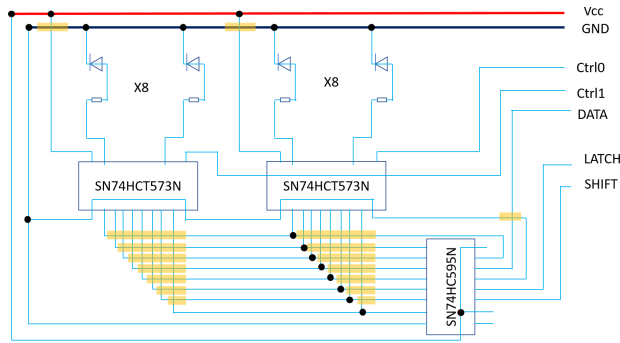 Vcc
GND
Ctrl0
X8
X8
Ctrl1
DATA
LATCH
SN74HCT573N
SN74HCT573N
SHIFT
SN74HC595N